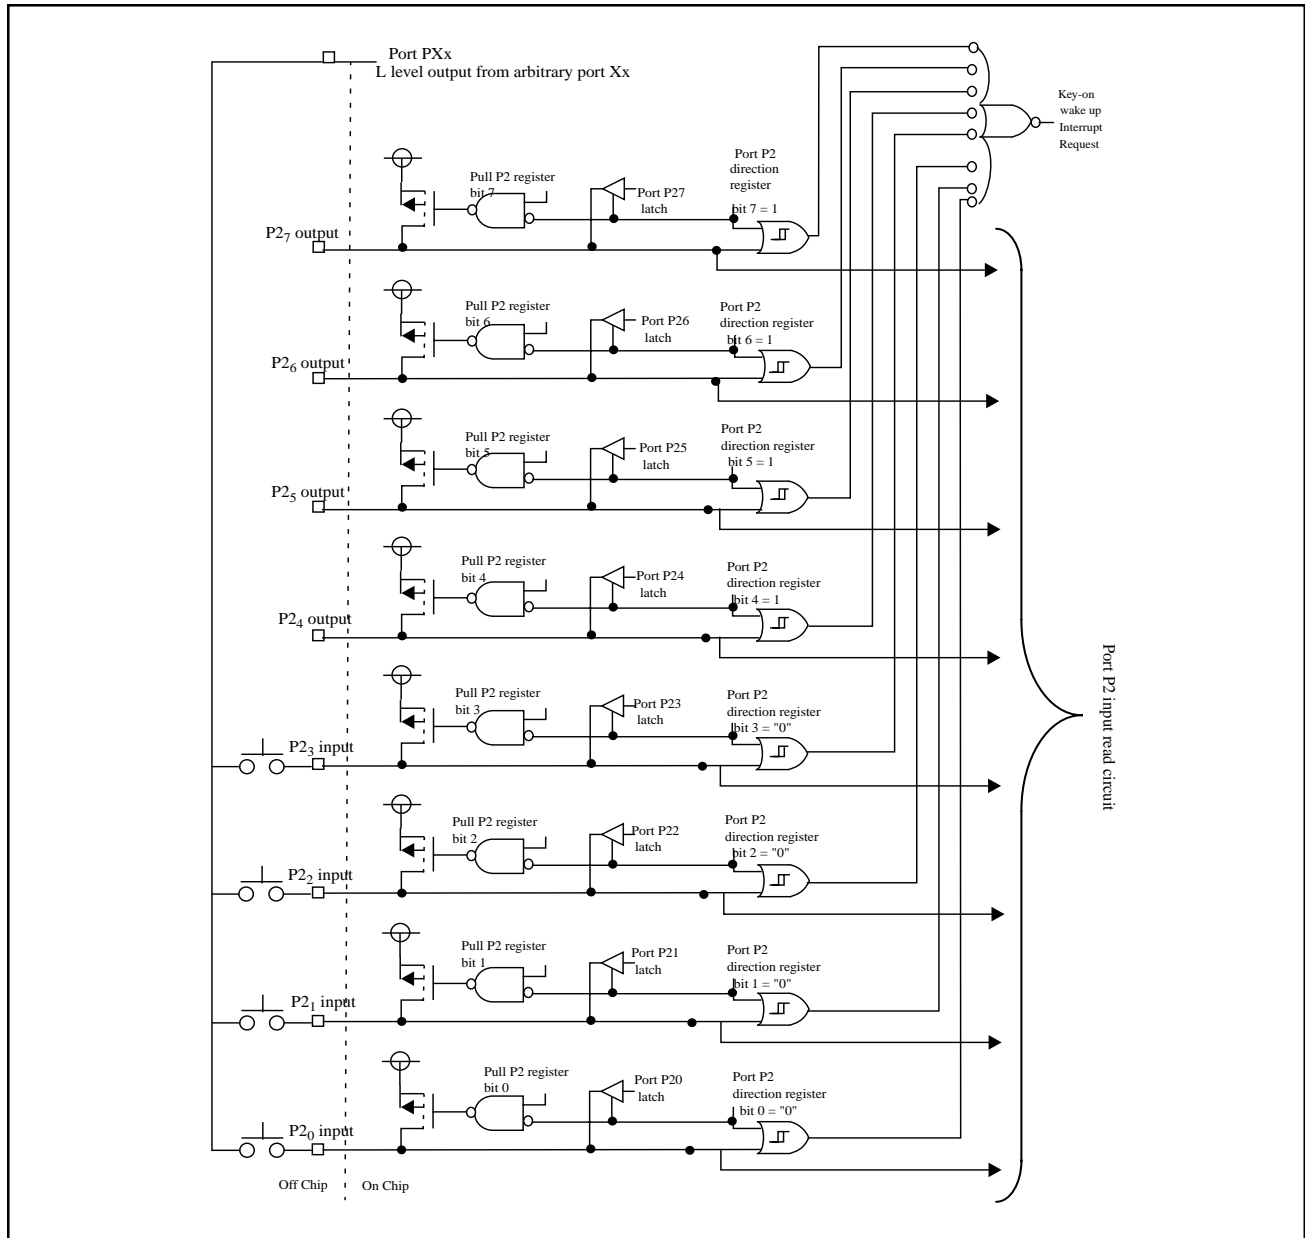 Port PXx
L level output from arbitrary port Xx
Key-on
wake up
Interrupt
Request
Port P2
direction
register
bit 7 = 1
Pull P2 register
bit 7
Port P27
latch
P2₇ output
Pull P2 register
bit 6
Port P26
latch
Port P2
direction register
bit 6 = 1
P2₆ output
Pull P2 register
bit 5
Port P25
latch
Port P2
direction register
bit 5 = 1
P2₅ output
Pull P2 register
bit 4
Port P24
latch
Port P2
direction register
bit 4 = 1
P2₄ output
Pull P2 register
bit 3
Port P23
latch
Port P2
direction register
bit 3 = "0"
P2₃ input
Pull P2 register
bit 2
Port P22
latch
Port P2
direction register
bit 2 = "0"
P2₂ input
Pull P2 register
bit 1
Port P21
latch
Port P2
direction register
bit 1 = "0"
P2₁ input
Pull P2 register
bit 0
Port P20
latch
Port P2
direction register
bit 0 = "0"
P2₀ input
Off Chip
On Chip
Port P2 input read circuit